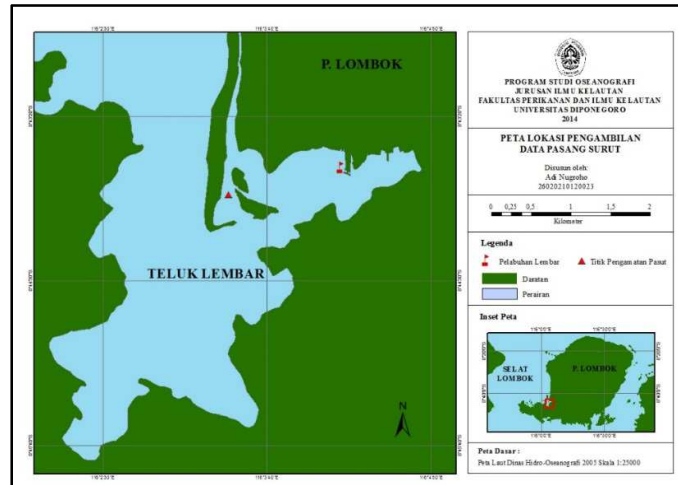 P. LOMBOK
TELUK LEMBAR
N
PROGRAM STUDI OSEANOGRAFI
JURUSAN ILMU KELAUTAN
FAKULTAS PERIKANAN DAN ILMU KELAUTAN
UNIVERSITAS DIPONEGORO
2014
PETA LOKASI PENGAMBILAN
DATA PASANG SURUT
Disusun oleh:
Adi Nugroho
26020210120023
0 0,25 0,5 1 1,5 2
Kilometer
Legenda
Pelabuhan Lembar
Titik Pengamatan Pasut
Daratan
Perairan
Inset Peta
SELAT
LOMBOK
P. LOMBOK
Peta Dasar :
Peta Laut Dinas Hidro-Oseanografi 2005 Skala 1:25000